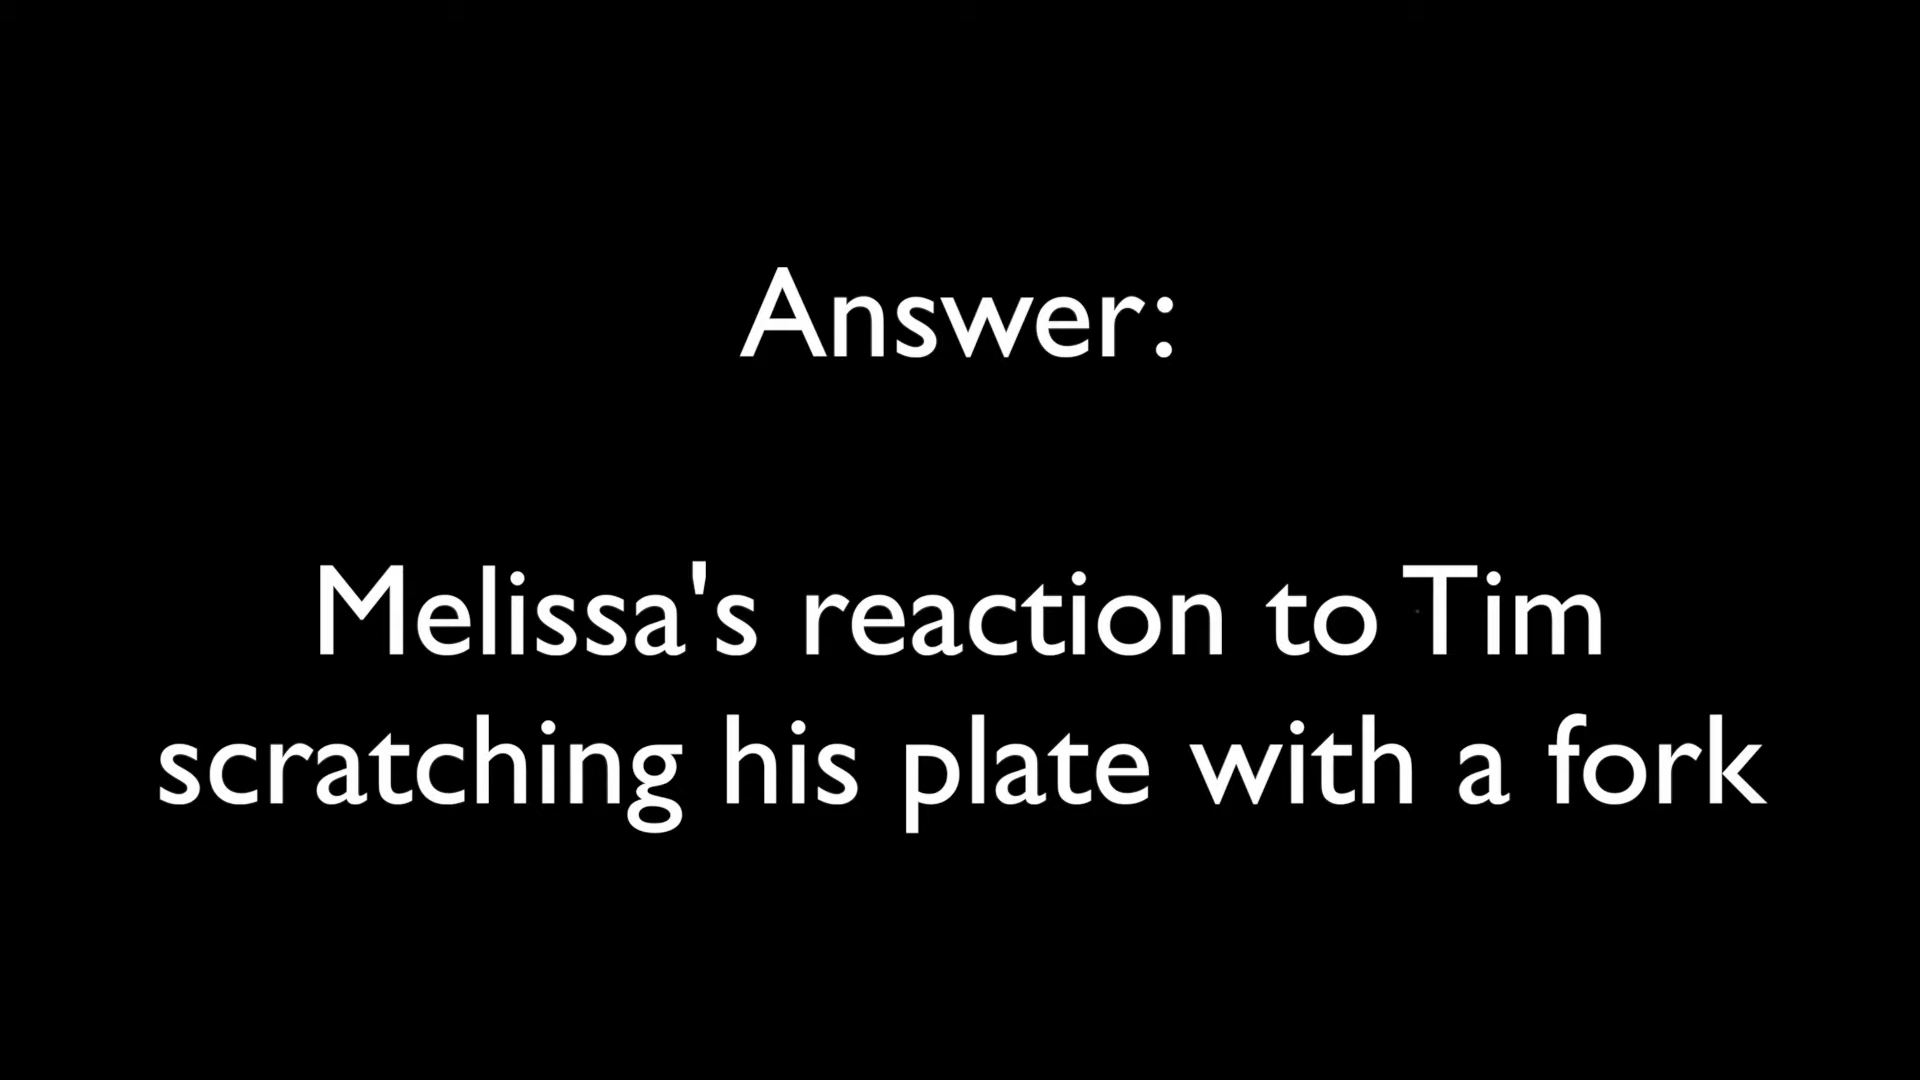 Answer:
Melissa's reaction to Tim
scratching his plate with a fork